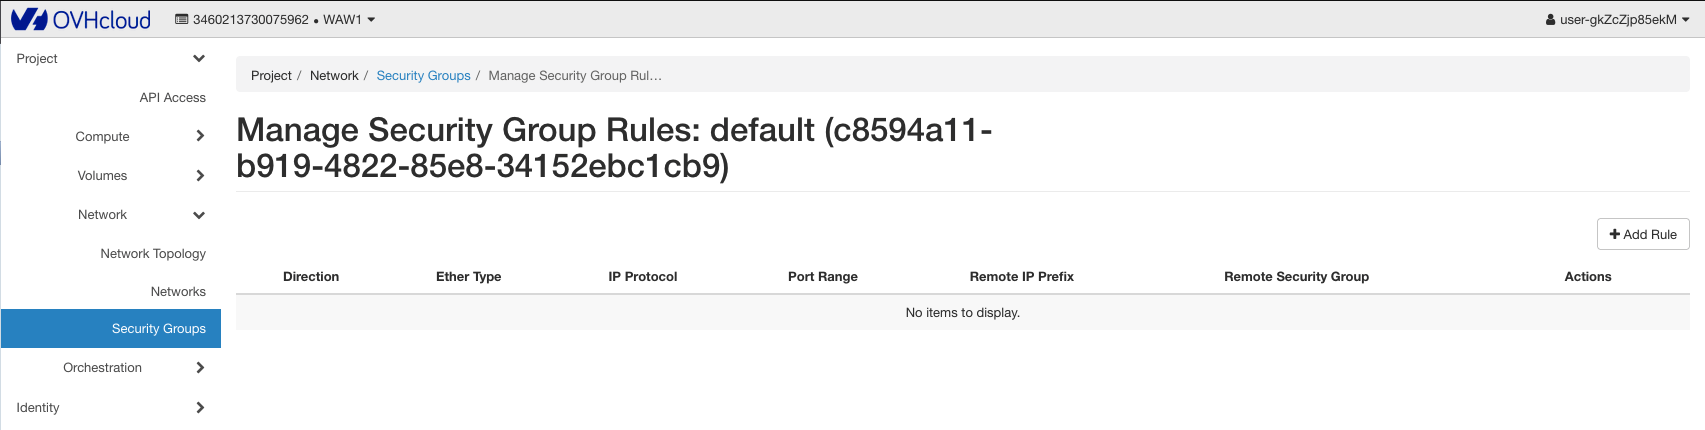 OVHcloud 3460213730075962 • WAW1 user-gkZcZjp85ekM
Project
API Access
Compute
Volumes
Network
Network Topology
Networks
Security Groups
Orchestration
Identity
Project / Network / Security Groups / Manage Security Group Rul…
Manage Security Group Rules: default (c8594a11-
b919-4822-85e8-34152ebc1cb9)
Add Rule
Direction Ether Type IP Protocol Port Range Remote IP Prefix Remote Security Group Actions
No items to display.